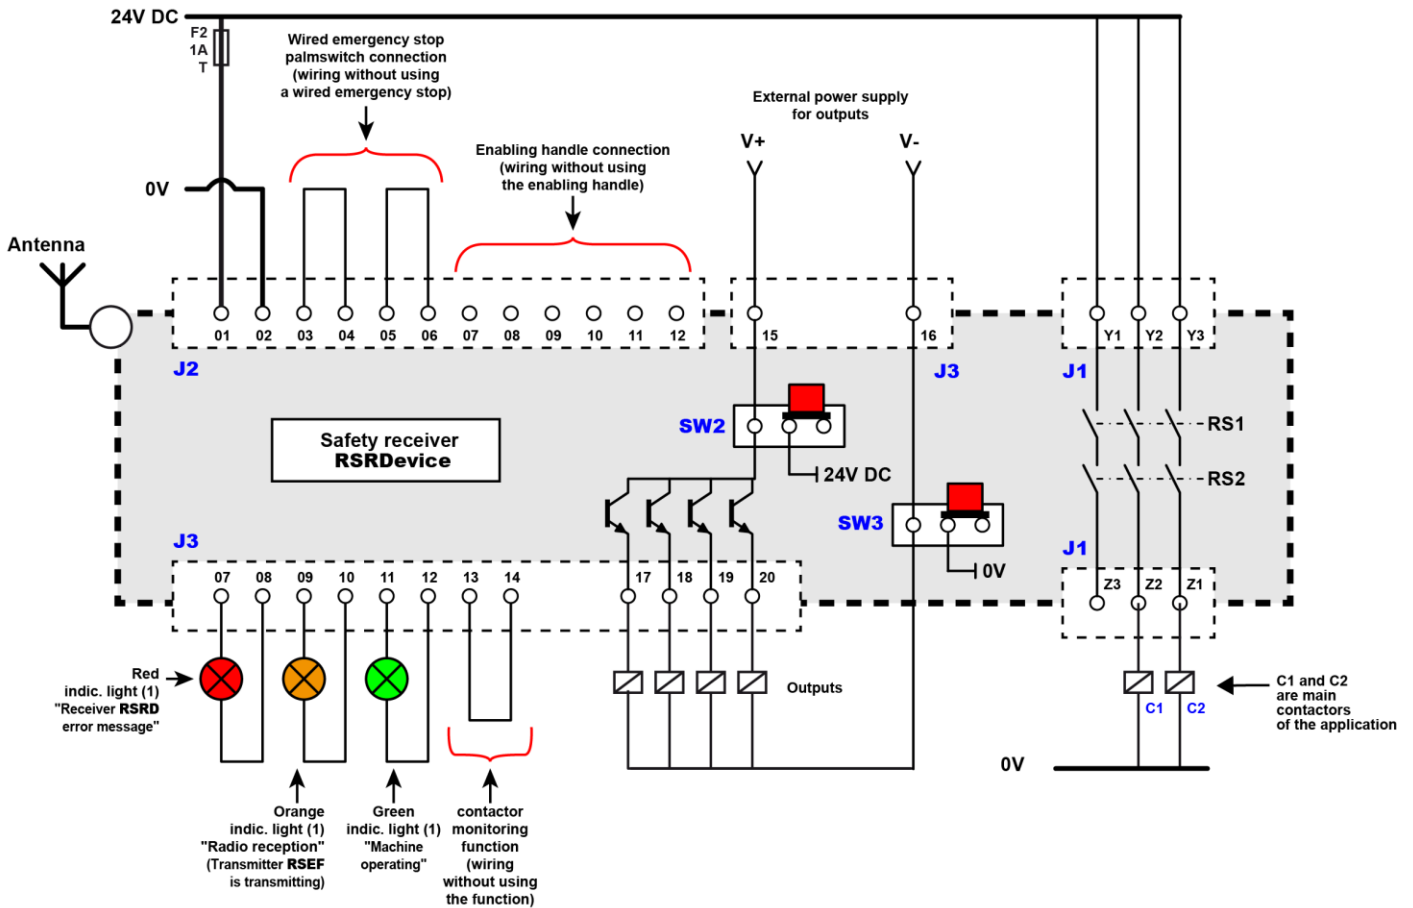 24V DC
F2
1A
T
Wired emergency stop
palmswitch connection
(wiring without using
a wired emergency stop)
External power supply
for outputs
V+
V-
Enabling handle connection
(wiring without using
the enabling handle)
0V
Antenna
01 02 03 04 05 06 07 08 09 10 11 12
15
16
Y1 Y2 Y3
J2
J3
J1
Safety receiver
RSRDevice
SW2
24V DC
RS1
RS2
SW3
0V
J3
J1
07 08 09 10 11 12 13 14
17 18 19 20
Z3 Z2 Z1
Red
indic. light (1)
"Receiver RSRD
error message"
Outputs
C1 C2
C1 and C2
are main
contactors
of the application
0V
Orange
indic. light (1)
"Radio reception"
(Transmitter RSEF
is transmitting)
Green
indic. light (1)
"Machine
operating"
contactor
monitoring
function
(wiring
without using
the function)